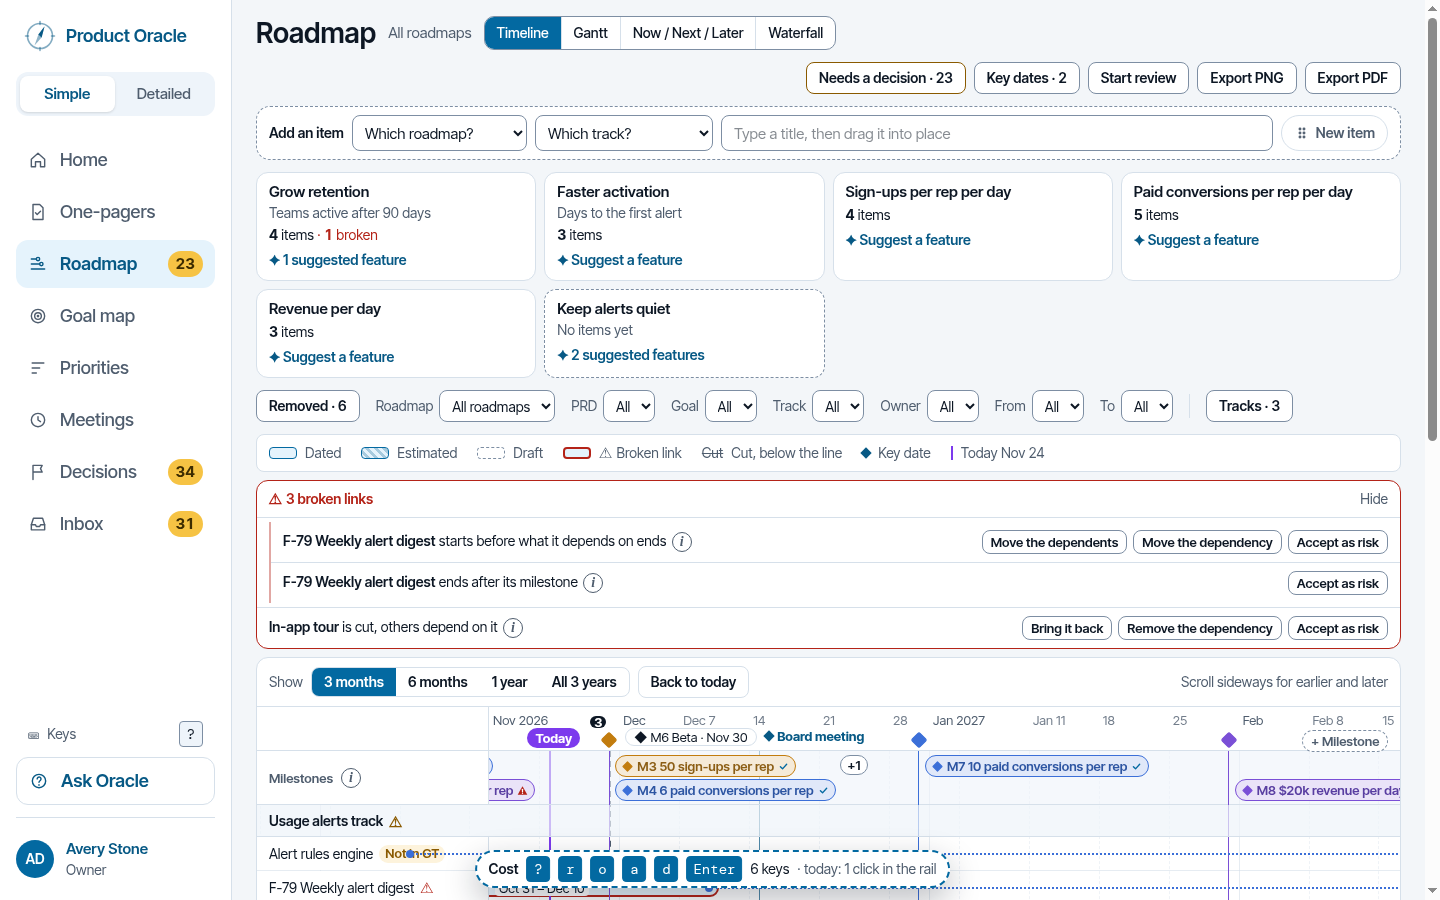 Product Oracle
Simple
Detailed
Home
One-pagers
Roadmap 23
Goal map
Priorities
Meetings
Decisions 34
Inbox 31
Keys ?
Ask Oracle
AD
Avery Stone
Owner
Roadmap All roadmaps Timeline Gantt Now / Next / Later Waterfall
Needs a decision · 23 Key dates · 2 Start review Export PNG Export PDF
Add an item Which roadmap? Which track? Type a title, then drag it into place New item
Grow retention
Teams active after 90 days
4 items · 1 broken
1 suggested feature
Faster activation
Days to the first alert
3 items
Suggest a feature
Sign-ups per rep per day
4 items
Suggest a feature
Paid conversions per rep per day
5 items
Suggest a feature
Revenue per day
3 items
Suggest a feature
Keep alerts quiet
No items yet
2 suggested features
Removed · 6 Roadmap All roadmaps PRD All Goal All Track All Owner All From All To All Tracks · 3
Dated Estimated Draft Broken link Cut Cut, below the line Key date Today Nov 24
3 broken links Hide
F-79 Weekly alert digest starts before what it depends on ends i Move the dependents Move the dependency Accept as risk
F-79 Weekly alert digest ends after its milestone i Accept as risk
In-app tour is cut, others depend on it i Bring it back Remove the dependency Accept as risk
Show 3 months 6 months 1 year All 3 years Back to today Scroll sideways for earlier and later
Nov 2026 3 Dec Dec 7 14 21 28 Jan 2027 Jan 11 18 25 Feb Feb 8 15
Today M6 Beta · Nov 30 Board meeting + Milestone
Milestones i
M3 50 sign-ups per rep +1 M7 10 paid conversions per rep
rep M4 6 paid conversions per rep M8 $20k revenue per day
Usage alerts track
Alert rules engine Not in GT
Cost ? r o a d Enter 6 keys · today: 1 click in the rail
F-79 Weekly alert digest Oct 31 – Dec 10